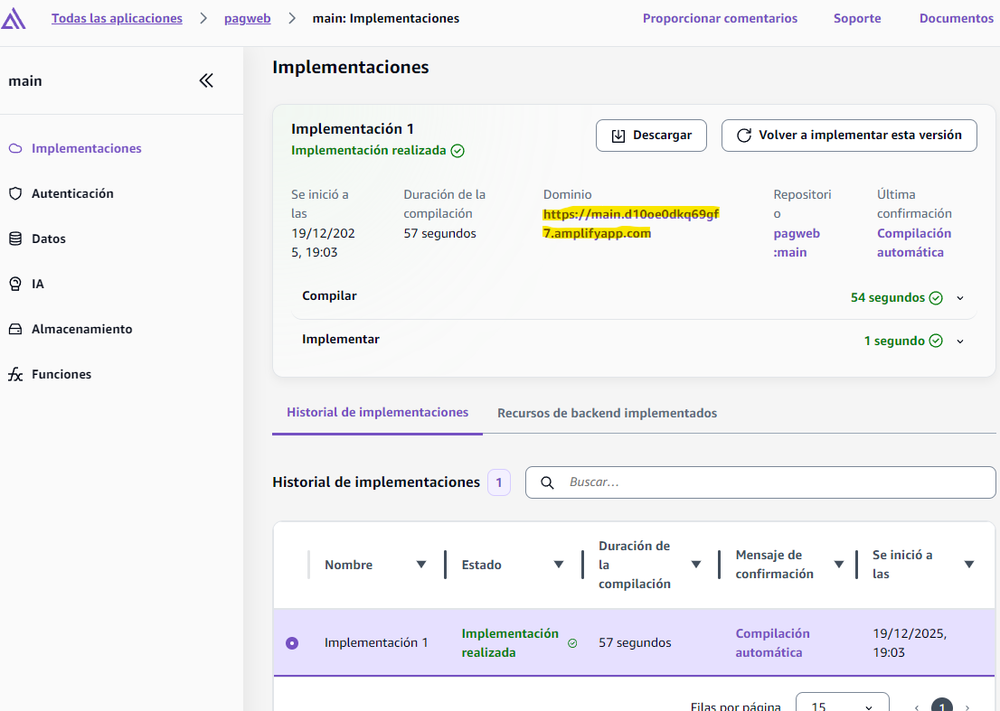 Todas las aplicaciones > pagweb > main: Implementaciones
Proporcionar comentarios Soporte Documentos
main
Implementaciones
Autenticación
Datos
IA
Almacenamiento
Funciones
Implementaciones
Implementación 1
Implementación realizada
Descargar
Volver a implementar esta versión
Se inició a
las
19/12/202
5, 19:03
Duración de la
compilación
57 segundos
Dominio
https://main.d10oe0dkq69gf
7.amplifyapp.com
Repositori
o
pagweb
:main
Última
confirmación
Compilación
automática
Compilar 54 segundos
Implementar 1 segundo
Historial de implementaciones Recursos de backend implementados
Historial de implementaciones 1
Buscar...
Nombre
Estado
Duración de
la
compilación
Mensaje de
confirmación
Se inició a
las
Implementación 1
Implementación
realizada
57 segundos
Compilación
automática
19/12/2025,
19:03
Filas por página 15 1